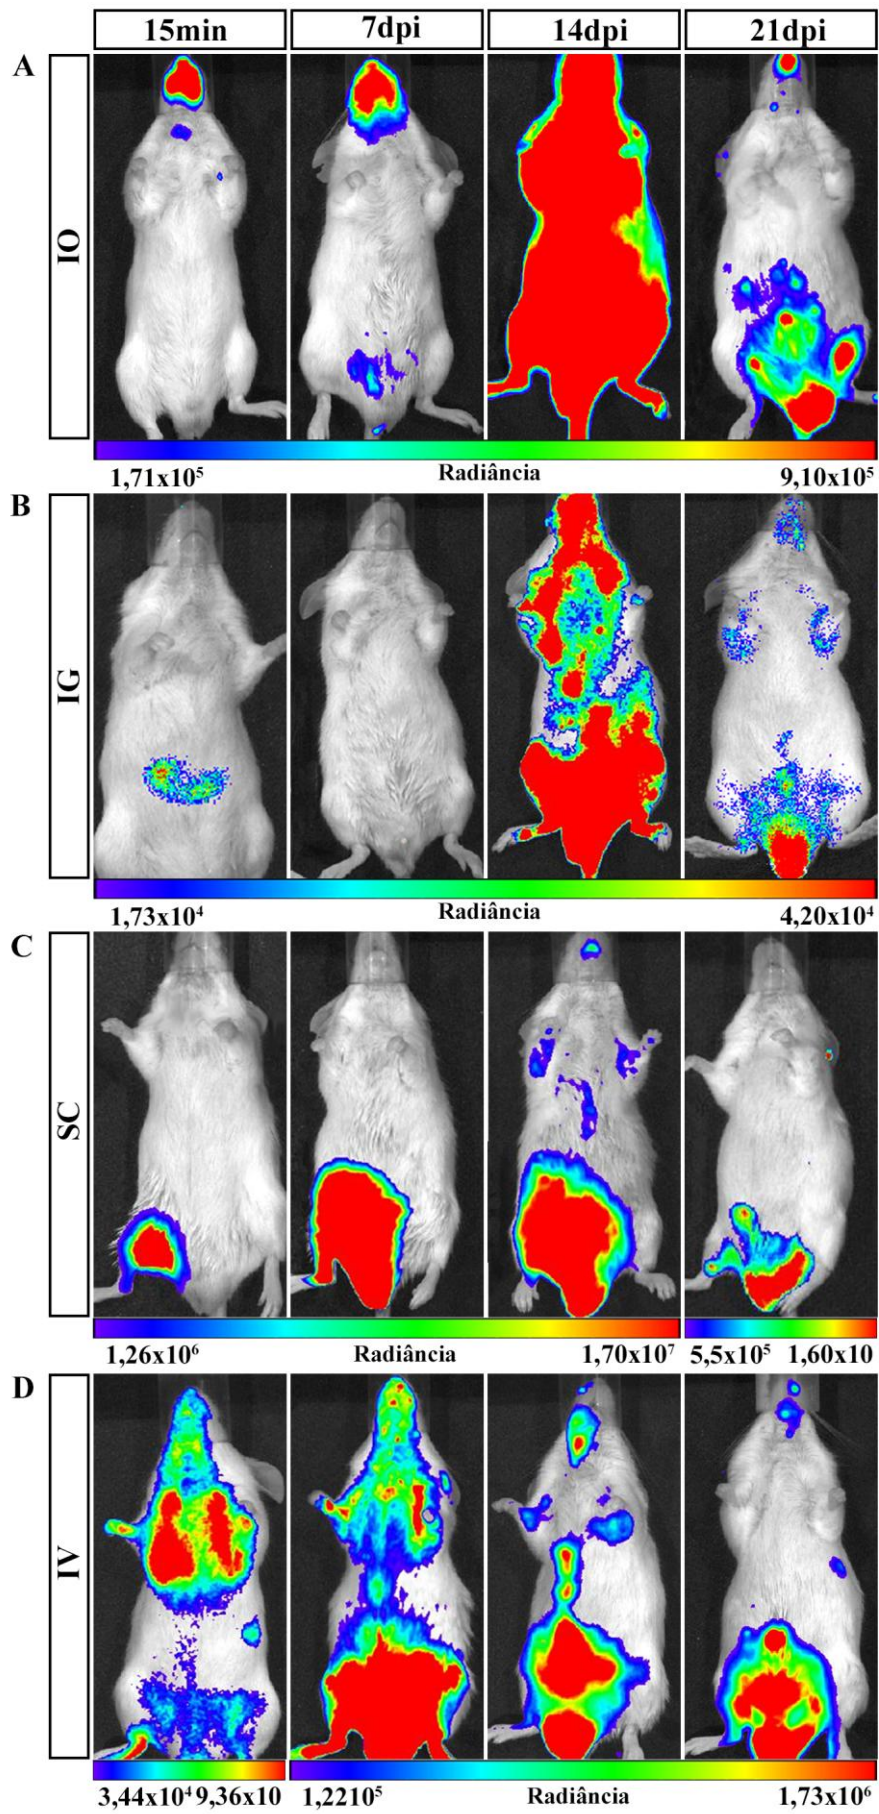 15min 7dpi 14dpi 21dpi
A
IO
1,71x10⁵ Radiância 9,10x10⁵
B
IG
1,73x10⁴ Radiância 4,20x10⁴
C
SC
1,26x10⁶ Radiância 1,70x10⁷ 5,5x10⁵ 1,60x10
D
IV
3,44x10⁴ 9,36x10 1,2210⁵ Radiância 1,73x10⁶